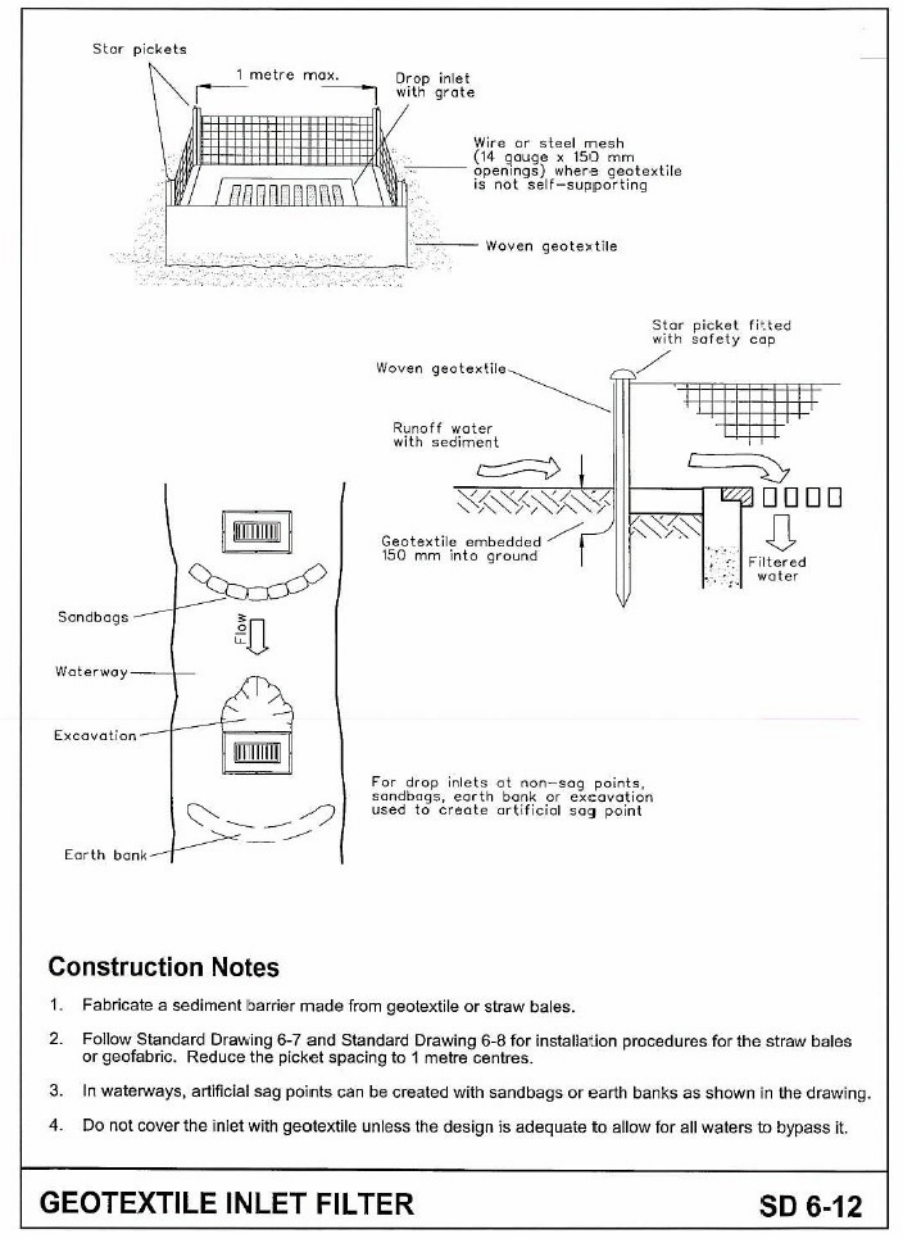 Star pickets
1 metre max.
Drop inlet
with grate
Wire or steel mesh
(14 gauge x 150 mm
openings) where geotextile
is not self-supporting
Woven geotextile
Star picket fitted
with safety cap
Woven geotextile
Runoff water
with sediment
Geotextile embedded
150 mm into ground
Filtered
water
Sandbags
Flow
Waterway
Excavation
For drop inlets at non-sag points,
sandbags, earth bank or excavation
used to create artificial sag point
Earth bank
Construction Notes
1. Fabricate a sediment barrier made from geotextile or straw bales.
2. Follow Standard Drawing 6-7 and Standard Drawing 6-8 for installation procedures for the straw bales
or geofabric. Reduce the picket spacing to 1 metre centres.
3. In waterways, artificial sag points can be created with sandbags or earth banks as shown in the drawing.
4. Do not cover the inlet with geotextile unless the design is adequate to allow for all waters to bypass it.
GEOTEXTILE INLET FILTER
SD 6-12